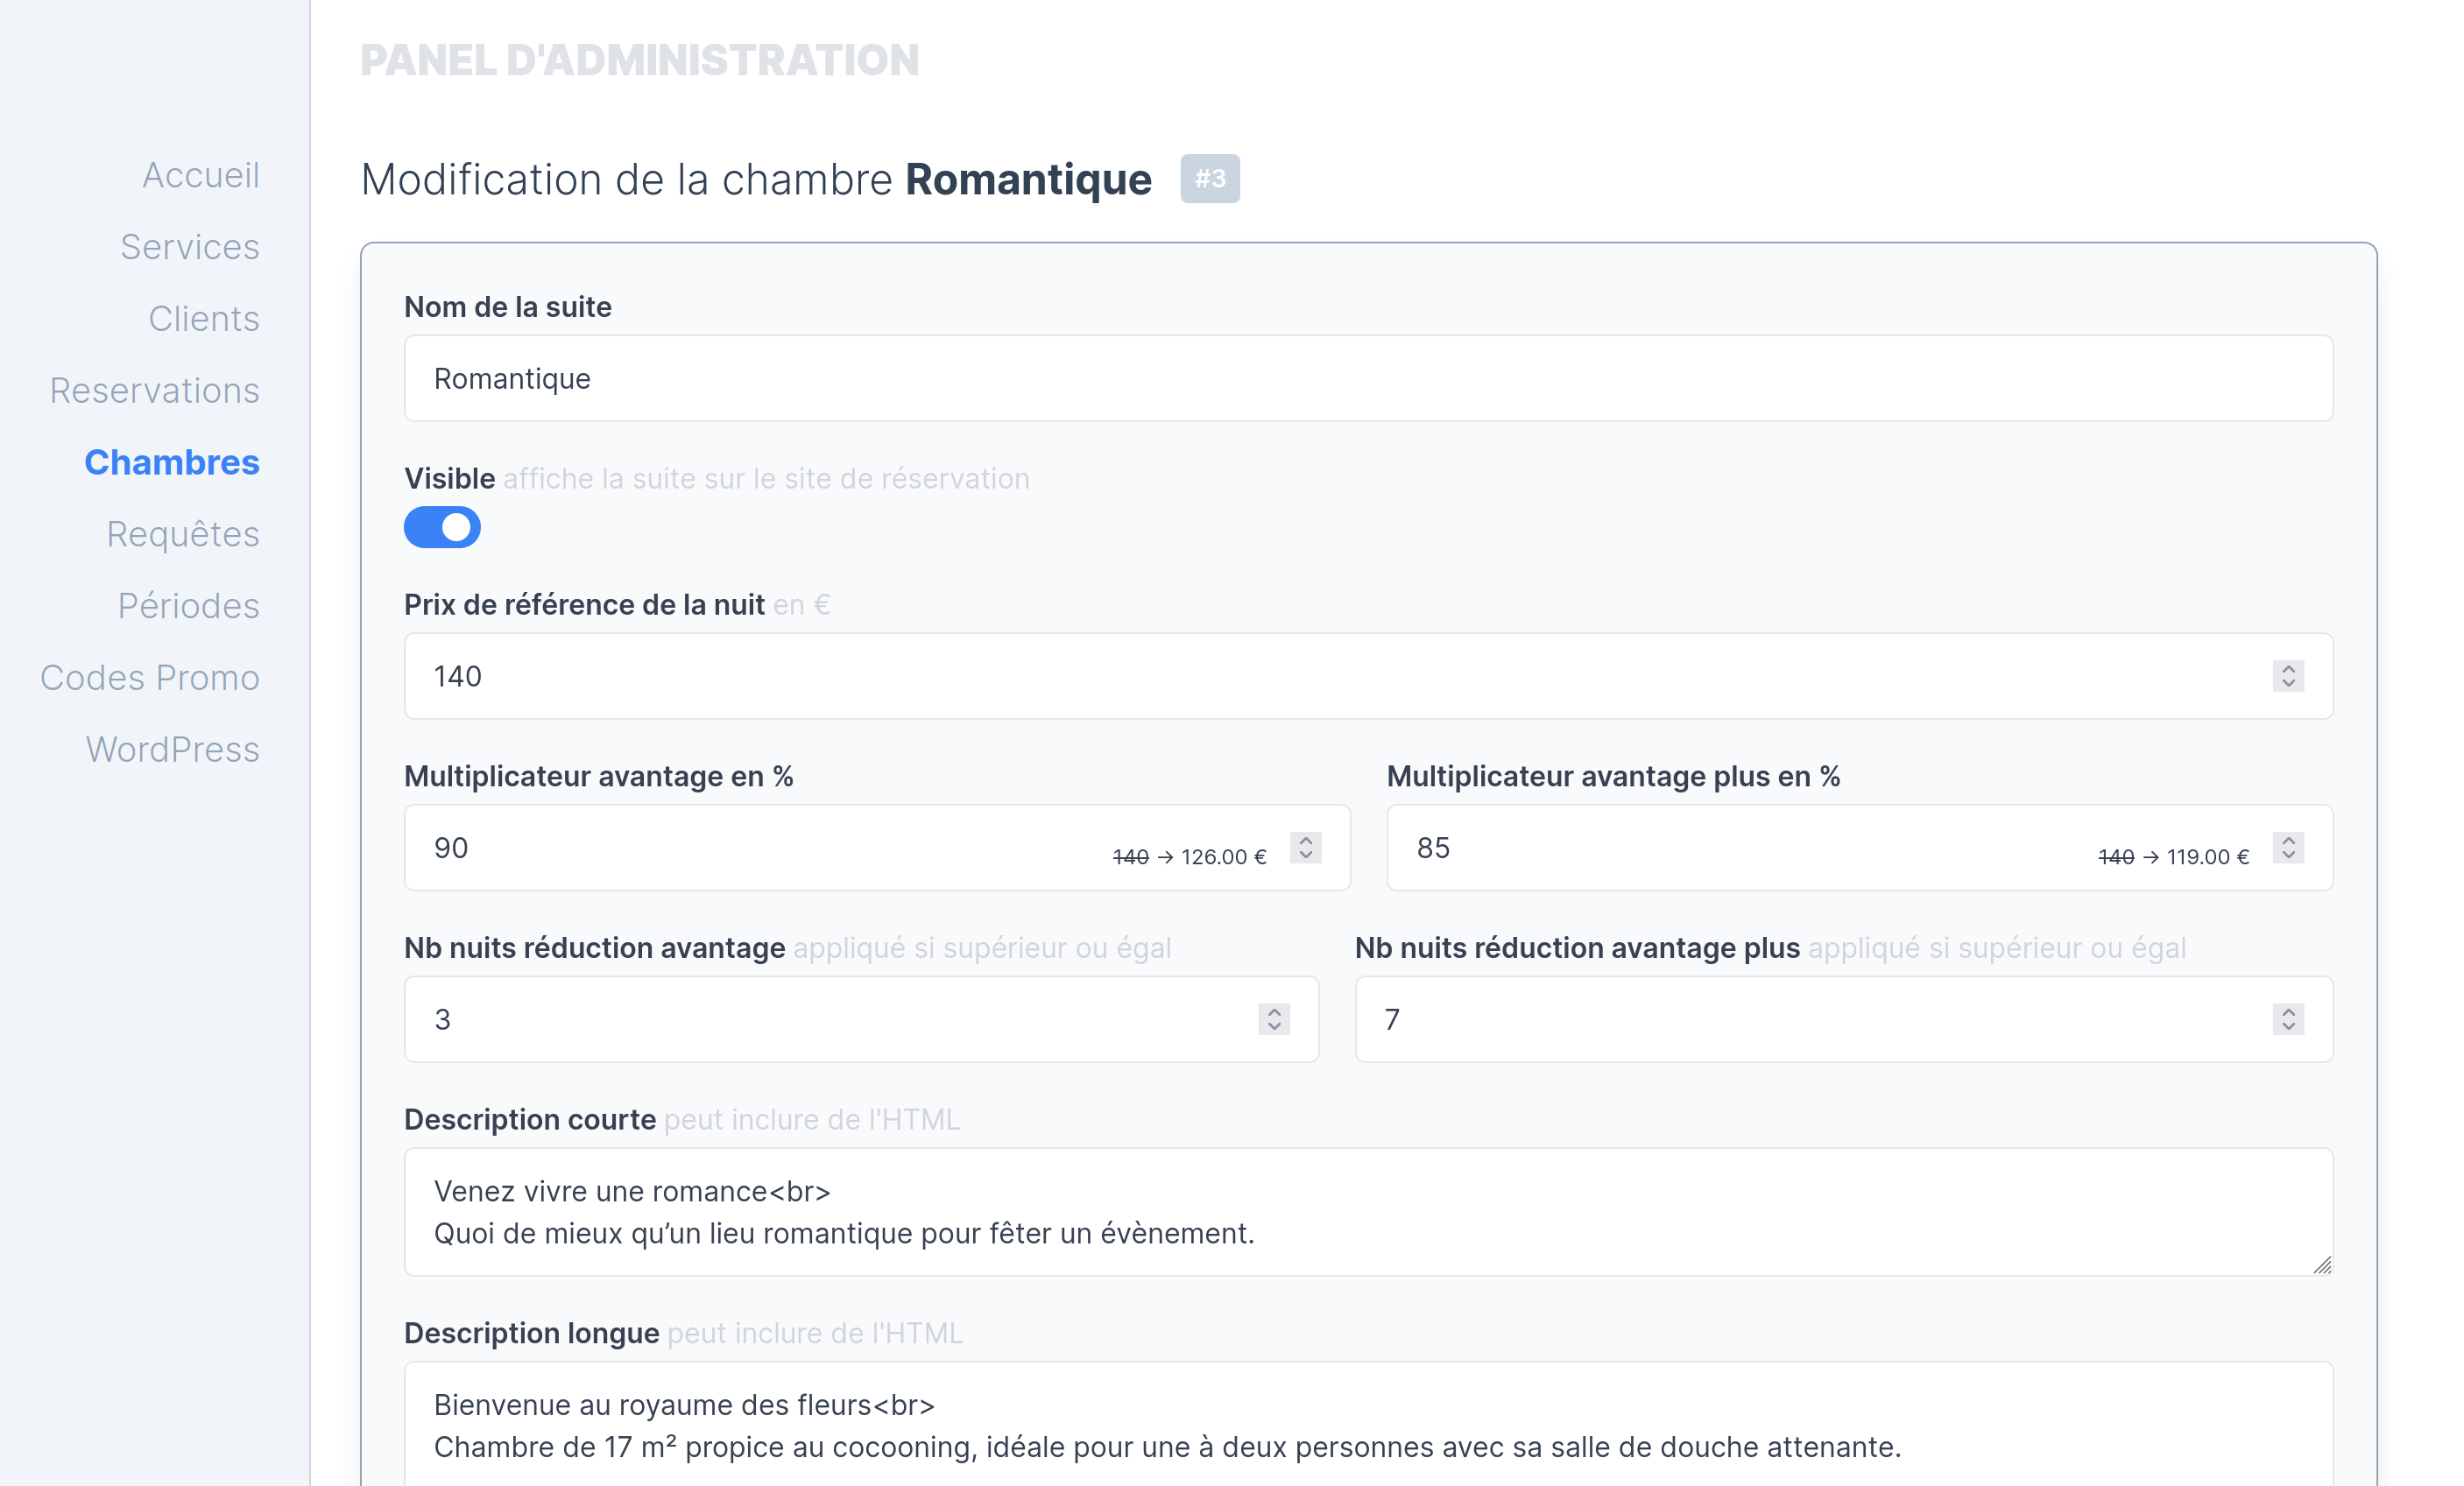 PANEL D'ADMINISTRATION
Accueil
Services
Clients
Reservations
Chambres
Requêtes
Périodes
Codes Promo
WordPress
Modification de la chambre Romantique #3
Nom de la suite
Romantique
Visible affiche la suite sur le site de réservation
Prix de référence de la nuit en €
140
Multiplicateur avantage en %
90 140 → 126.00 €
Multiplicateur avantage plus en %
85 140 → 119.00 €
Nb nuits réduction avantage appliqué si supérieur ou égal
3
Nb nuits réduction avantage plus appliqué si supérieur ou égal
7
Description courte peut inclure de l'HTML
Venez vivre une romance<br>
Quoi de mieux qu’un lieu romantique pour fêter un évènement.
Description longue peut inclure de l'HTML
Bienvenue au royaume des fleurs<br>
Chambre de 17 m² propice au cocooning, idéale pour une à deux personnes avec sa salle de douche attenante.